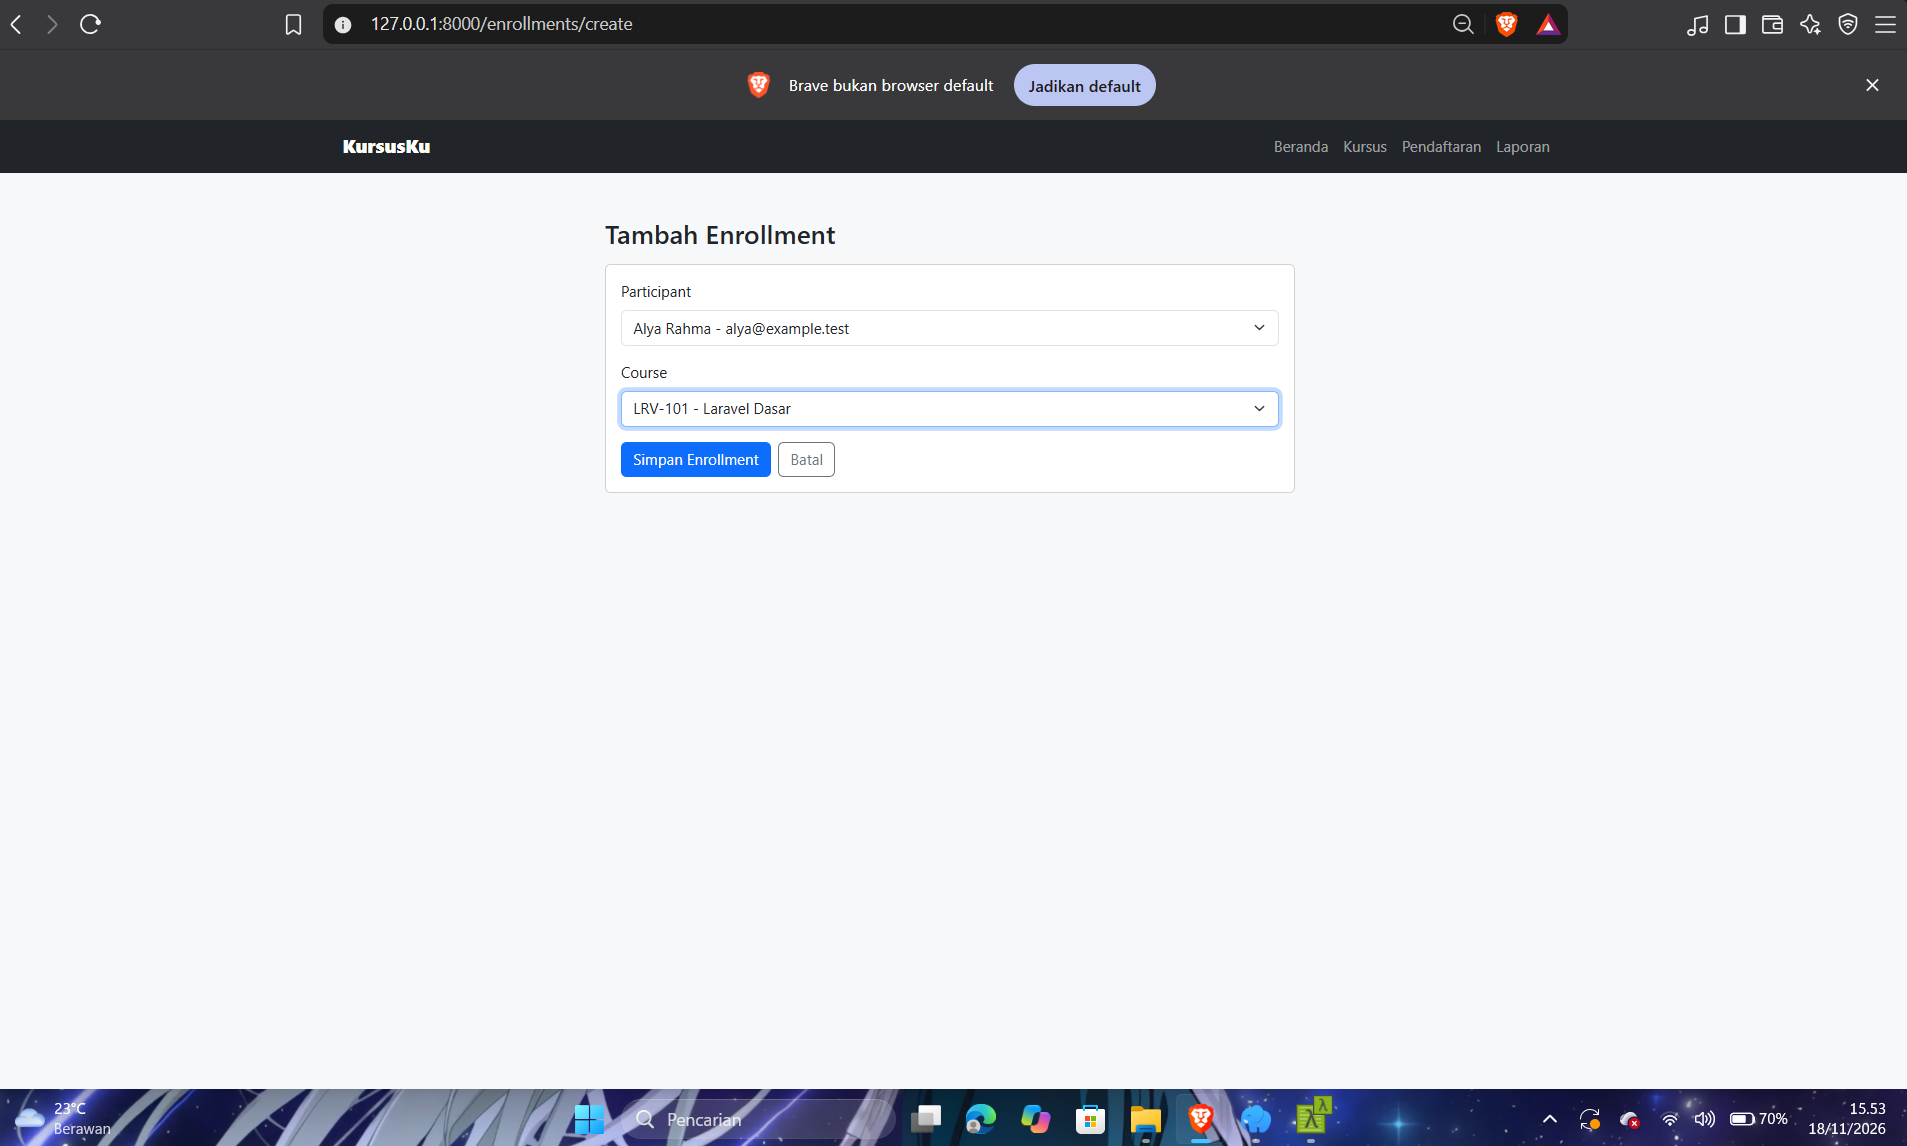 127.0.0.1:8000/enrollments/create
Brave bukan browser default
Jadikan default
KursusKu
Beranda Kursus Pendaftaran Laporan
Tambah Enrollment
Participant
Alya Rahma - alya@example.test
Course
LRV-101 - Laravel Dasar
Simpan Enrollment Batal
23°C
Berawan
Pencarian
70%
15.53
18/11/2026